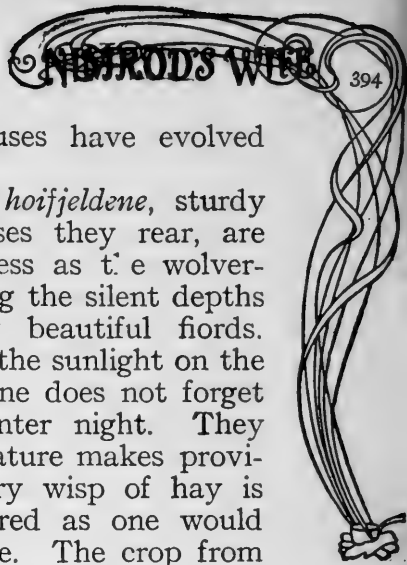 NIMROD'S WIFE
394
uses have evolved
hoifjeldene, sturdy
ses they rear, are
ess as t e wolver-
g the silent depths
beautiful fiords.
the sunlight on the
ne does not forget
nter night. They
ature makes provi-
ry wisp of hay is
red as one would
e. The crop from